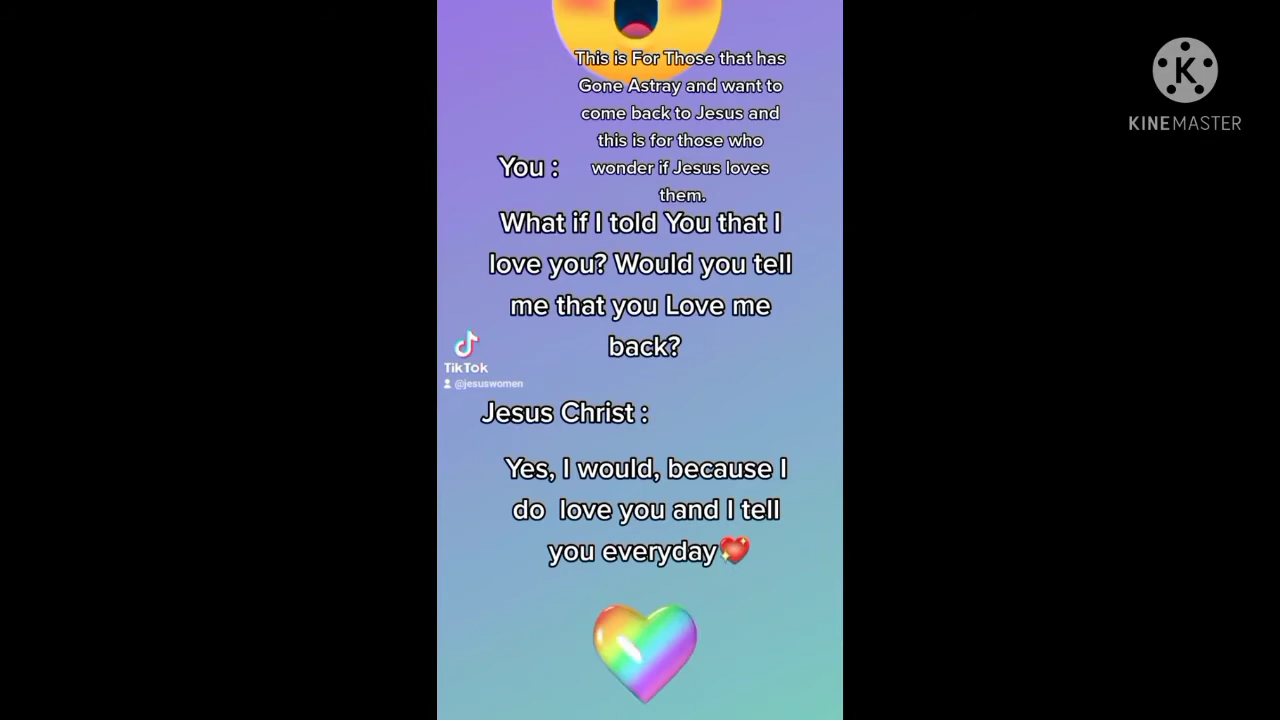 This is For Those that has
Gone Astray and want to
come back to Jesus and
this is for those who
wonder if Jesus loves
them.
You :
What if I told You that I
love you? Would you tell
me that you Love me
back?
TikTok
@jesuswomen
Jesus Christ :
Yes, I would, because I
do love you and I tell
you everyday💖
K
KINEMASTER